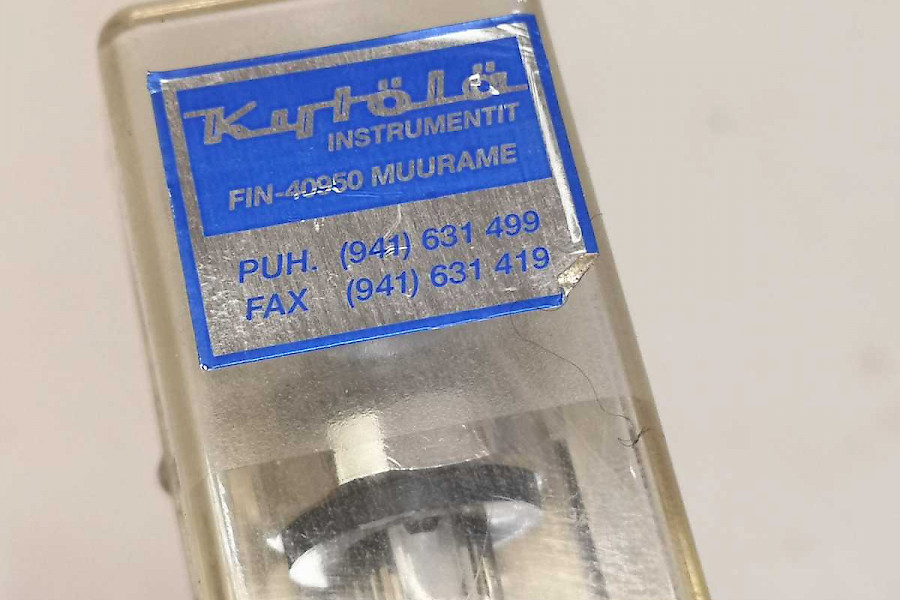 Kytölä
INSTRUMENTIT
FIN-40950 MUURAME
PUH. (941) 631 499
FAX (941) 631 419